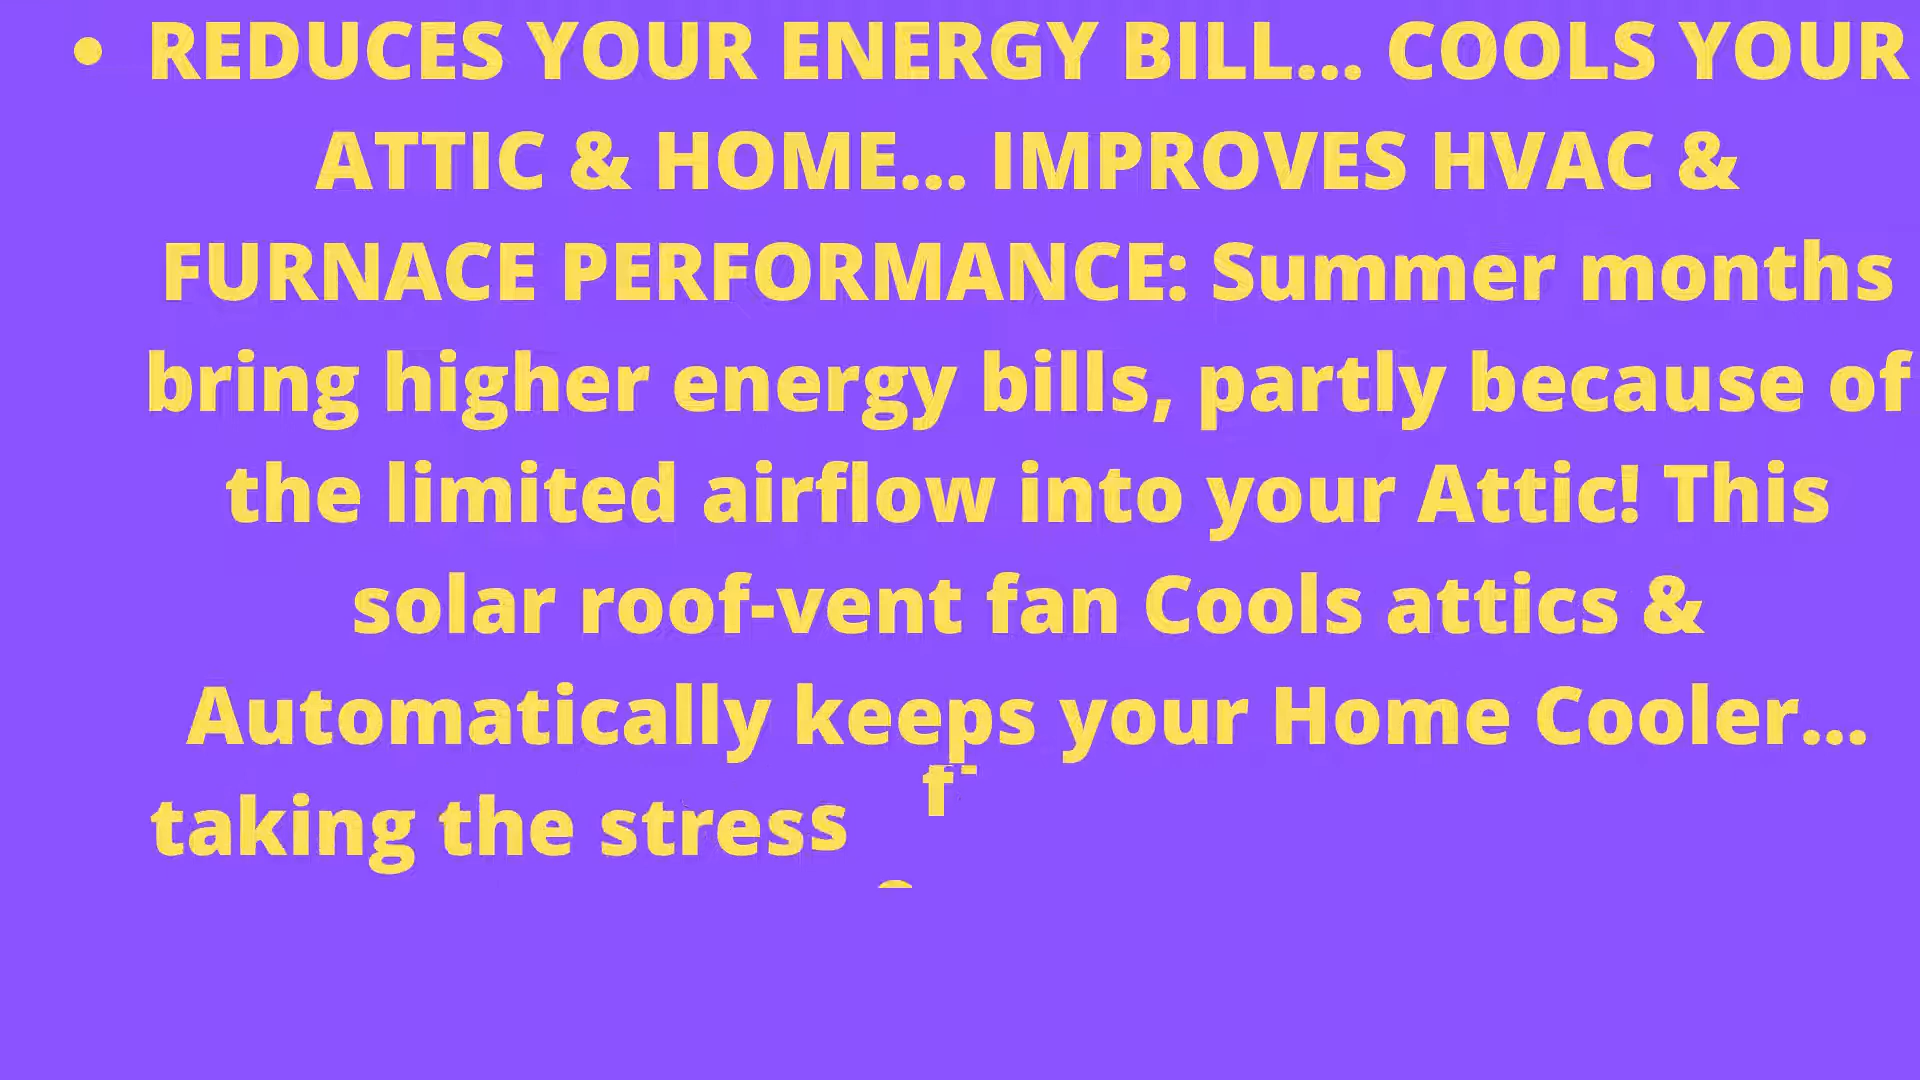 • REDUCES YOUR ENERGY BILL... COOLS YOUR
ATTIC & HOME... IMPROVES HVAC &
FURNACE PERFORMANCE: Summer months
bring higher energy bills, partly because of
the limited airflow into your Attic! This
solar roof-vent fan Cools attics &
Automatically keeps your Home Cooler...
taking the stress